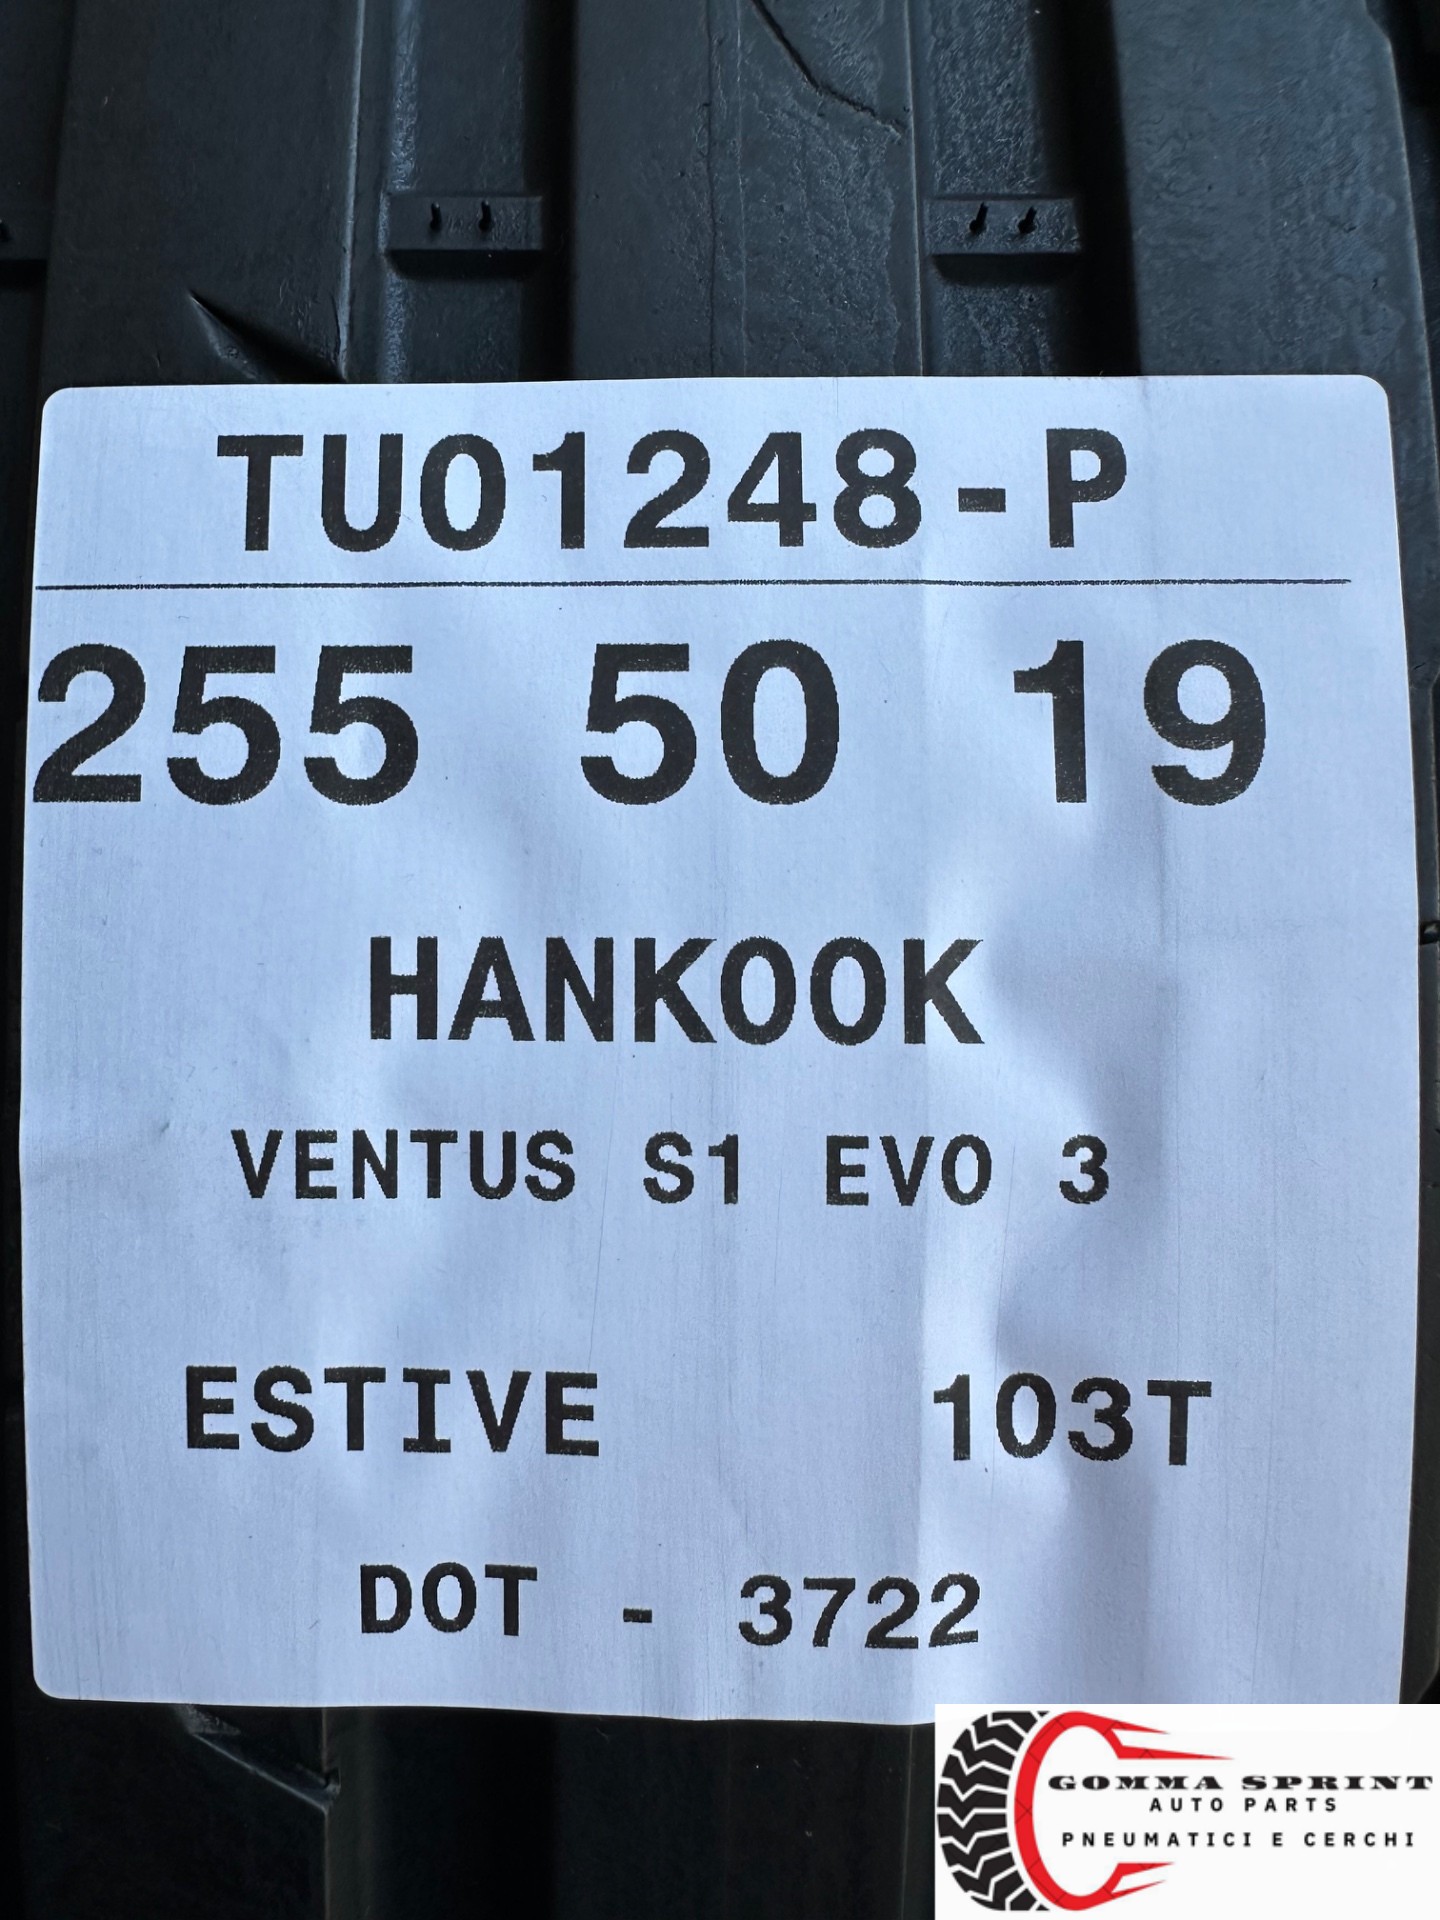 TU01248-P
255 50 19
HANKOOK
VENTUS S1 EVO 3
ESTIVE 103T
DOT - 3722
GOMMA SPRINT
AUTO PARTS
PNEUMATICI E CERCHI